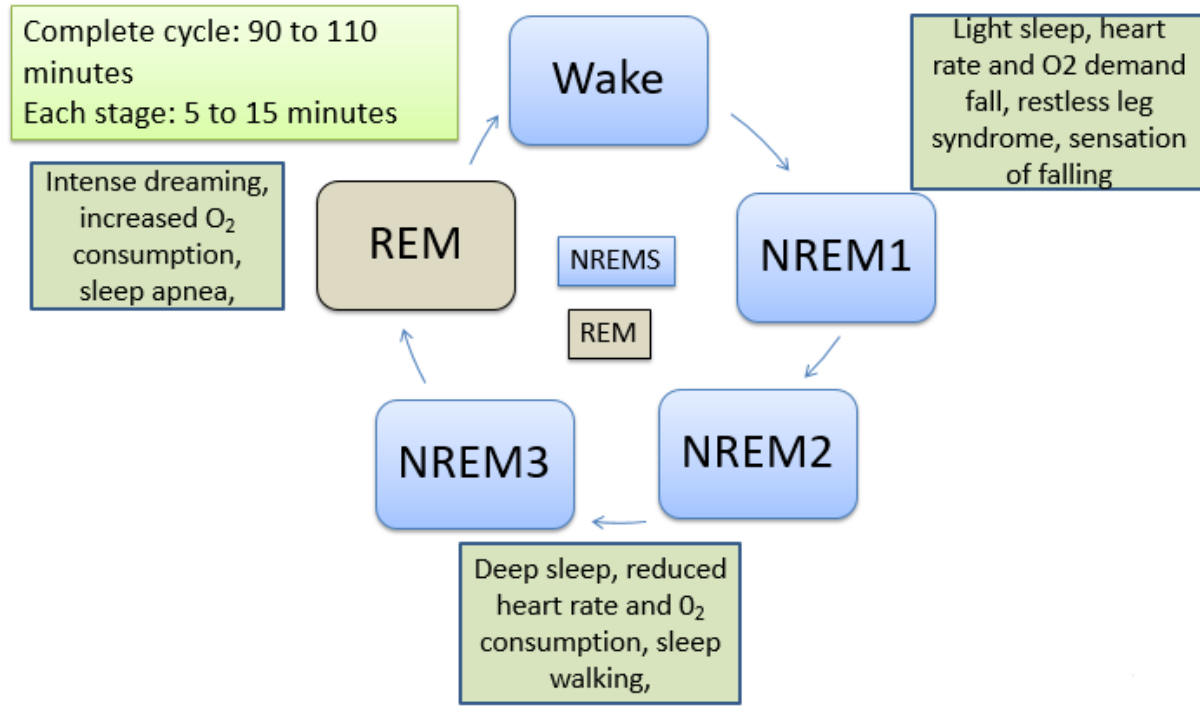 Complete cycle: 90 to 110
minutes
Each stage: 5 to 15 minutes
Wake
Light sleep, heart
rate and O2 demand
fall, restless leg
syndrome, sensation
of falling
Intense dreaming,
increased O₂
consumption,
sleep apnea,
REM
NREMS
REM
NREM1
NREM3
NREM2
Deep sleep, reduced
heart rate and 0₂
consumption, sleep
walking,